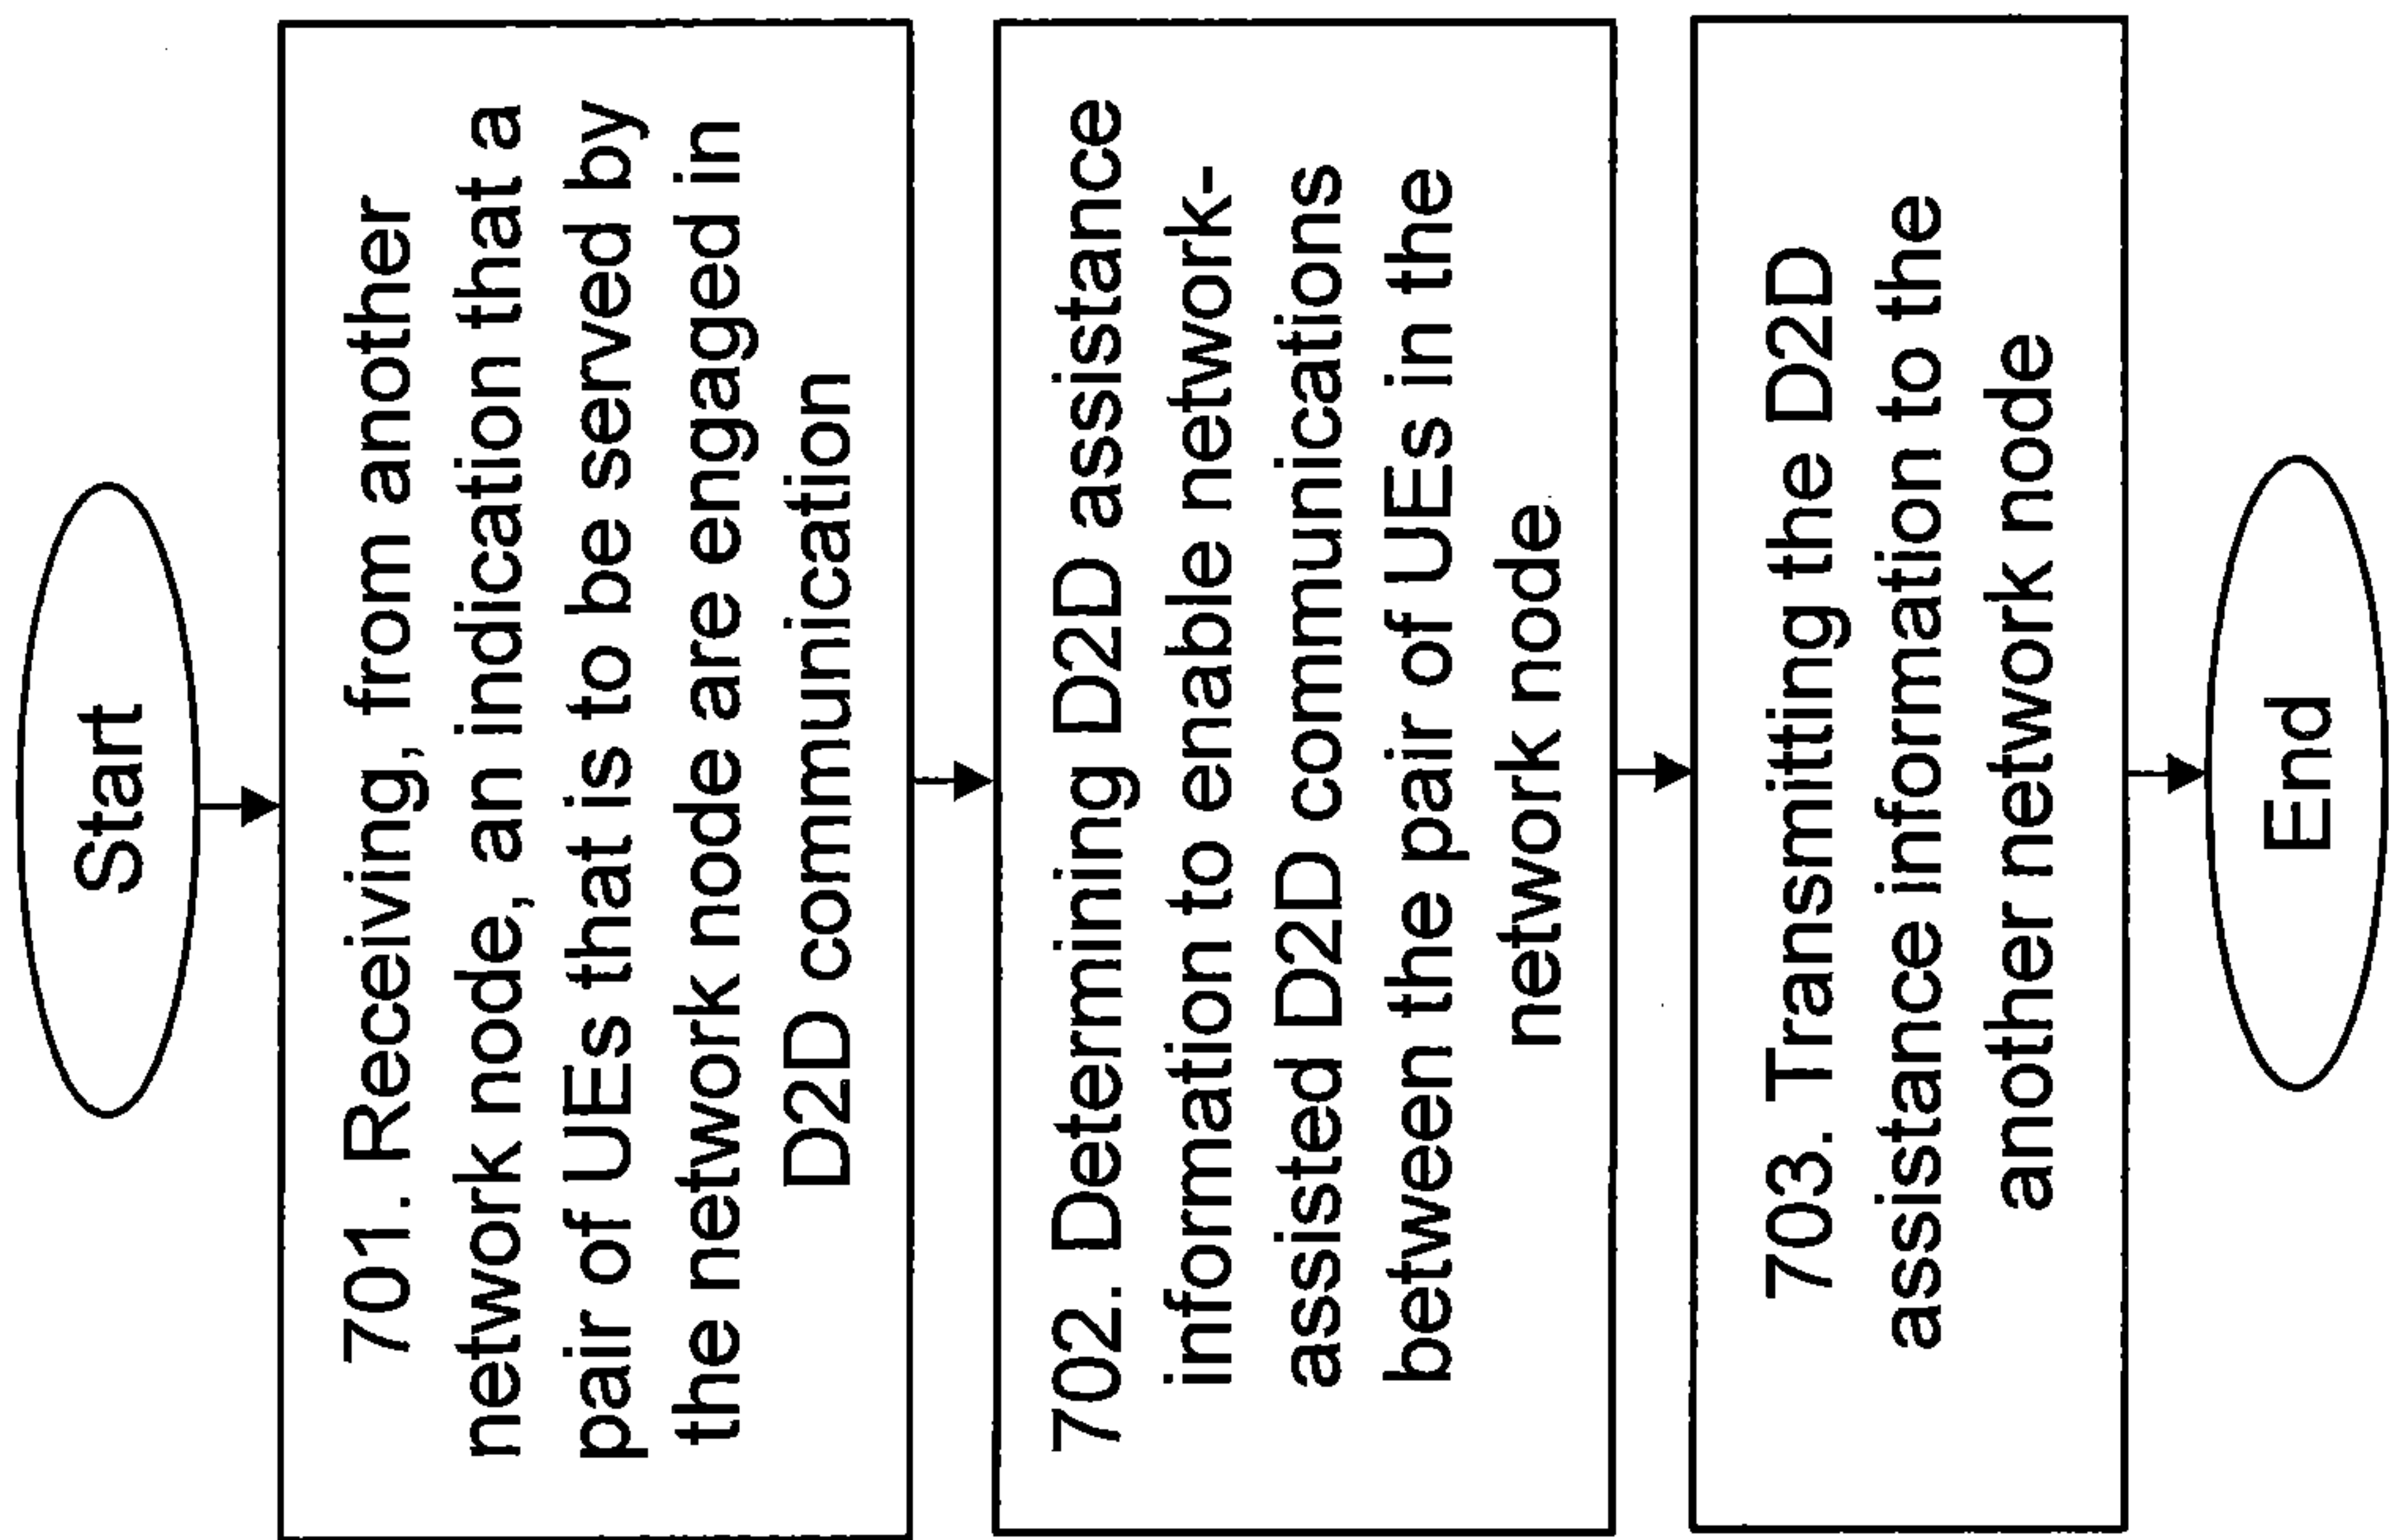 Start
701. Receiving, from another
network node, an indication that a
pair of UEs that is to be served by
the network node are engaged in
D2D communication
702. Determining D2D assistance
information to enable network-
assisted D2D communications
between the pair of UEs in the
network node
703. Transmitting the D2D
assistance information to the
another network node
End